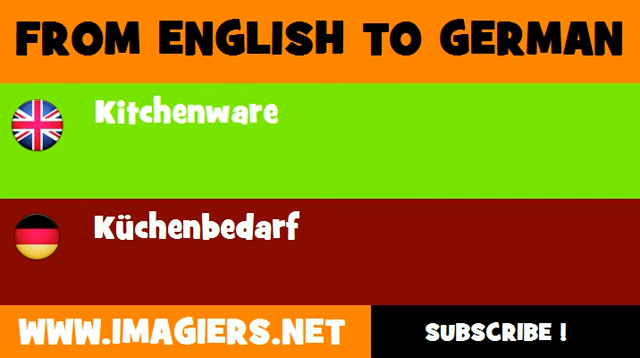 FROM ENGLISH TO GERMAN
Kitchenware
Küchenbedarf
WWW.IMAGIERS.NET
SUBSCRIBE !